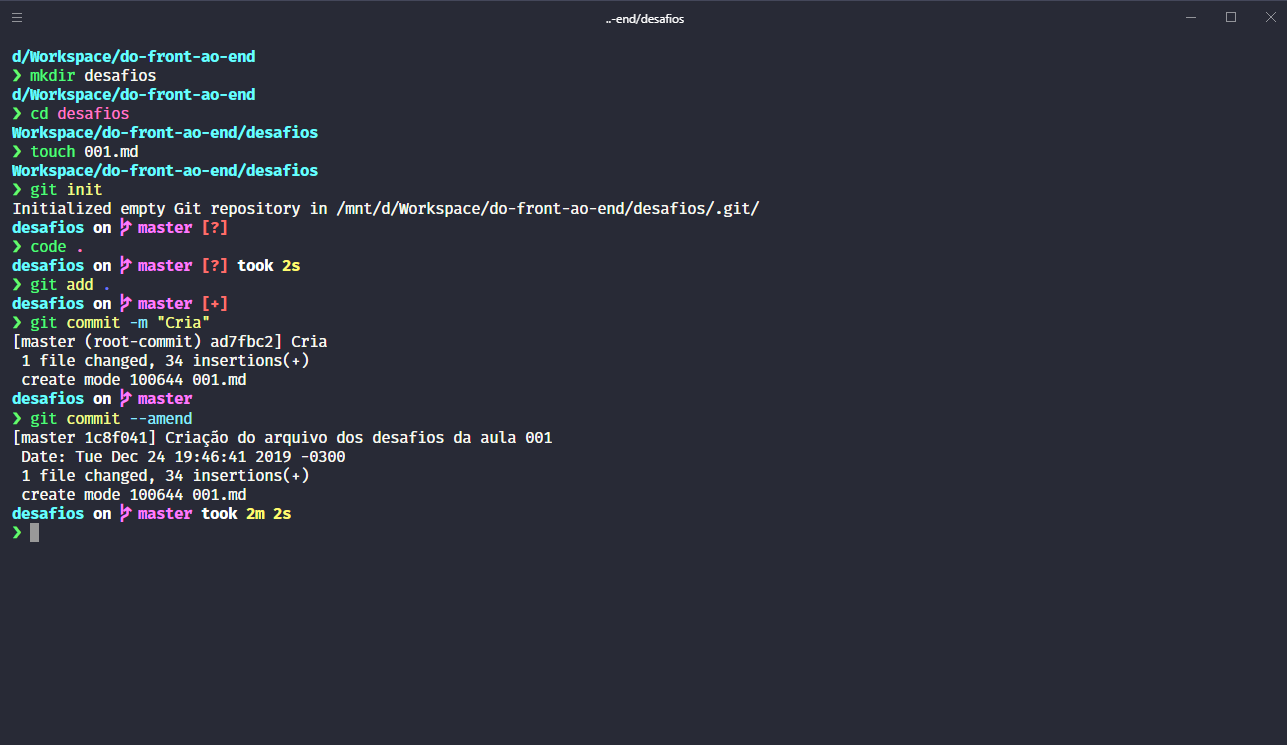 ..-end/desafios
d/Workspace/do-front-ao-end
❯ mkdir desafios
d/Workspace/do-front-ao-end
❯ cd desafios
Workspace/do-front-ao-end/desafios
❯ touch 001.md
Workspace/do-front-ao-end/desafios
❯ git init
Initialized empty Git repository in /mnt/d/Workspace/do-front-ao-end/desafios/.git/
desafios on master [?]
❯ code .
desafios on master [?] took 2s
❯ git add .
desafios on master [+]
❯ git commit -m "Cria"
[master (root-commit) ad7fbc2] Cria
 1 file changed, 34 insertions(+)
 create mode 100644 001.md
desafios on master
❯ git commit --amend
[master 1c8f041] Criação do arquivo dos desafios da aula 001
 Date: Tue Dec 24 19:46:41 2019 -0300
 1 file changed, 34 insertions(+)
 create mode 100644 001.md
desafios on master took 2m 2s
❯